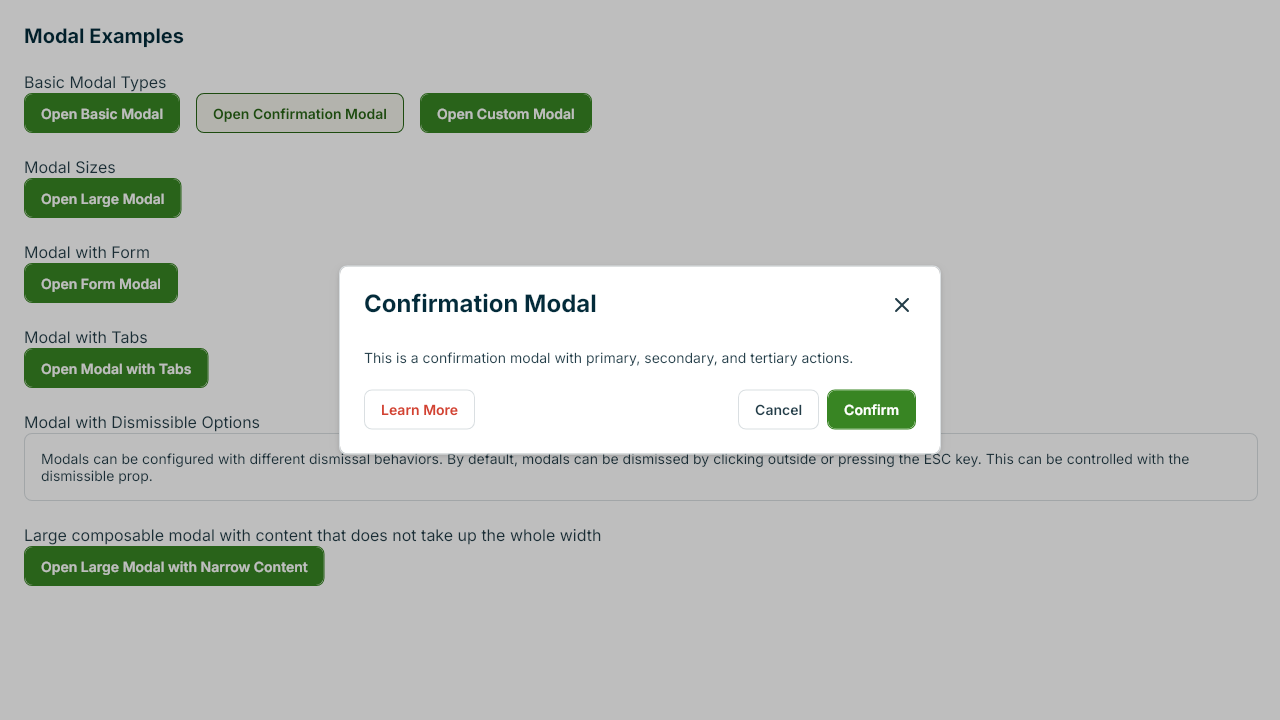 Modal Examples
Basic Modal Types
Open Basic Modal
Open Confirmation Modal
Open Custom Modal
Modal Sizes
Open Large Modal
Modal with Form
Open Form Modal
Modal with Tabs
Open Modal with Tabs
Modal with Dismissible Options
Modals can be configured with different dismissal behaviors. By default, modals can be dismissed by clicking outside or pressing the ESC key. This can be controlled with the
dismissible prop.
Large composable modal with content that does not take up the whole width
Open Large Modal with Narrow Content
Confirmation Modal
This is a confirmation modal with primary, secondary, and tertiary actions.
Learn More
Cancel
Confirm